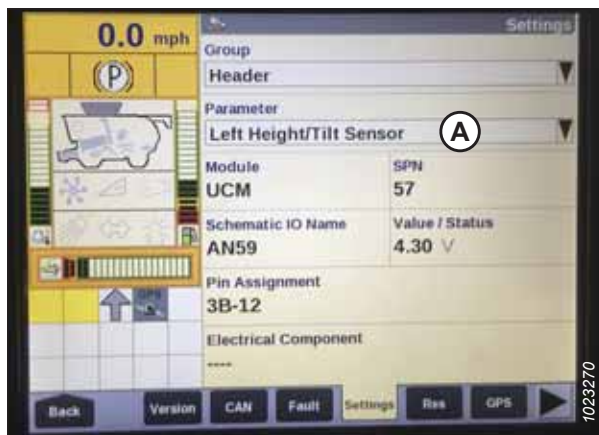 0.0 mph
(P)
Settings
Group
Header
Parameter
Left Height/Tilt Sensor
A
Module
UCM
SPN
57
Schematic IO Name
AN59
Value / Status
4.30 V
Pin Assignment
3B-12
Electrical Component
----
Back
Version
CAN
Fault
Settings
Res
GPS
1023270